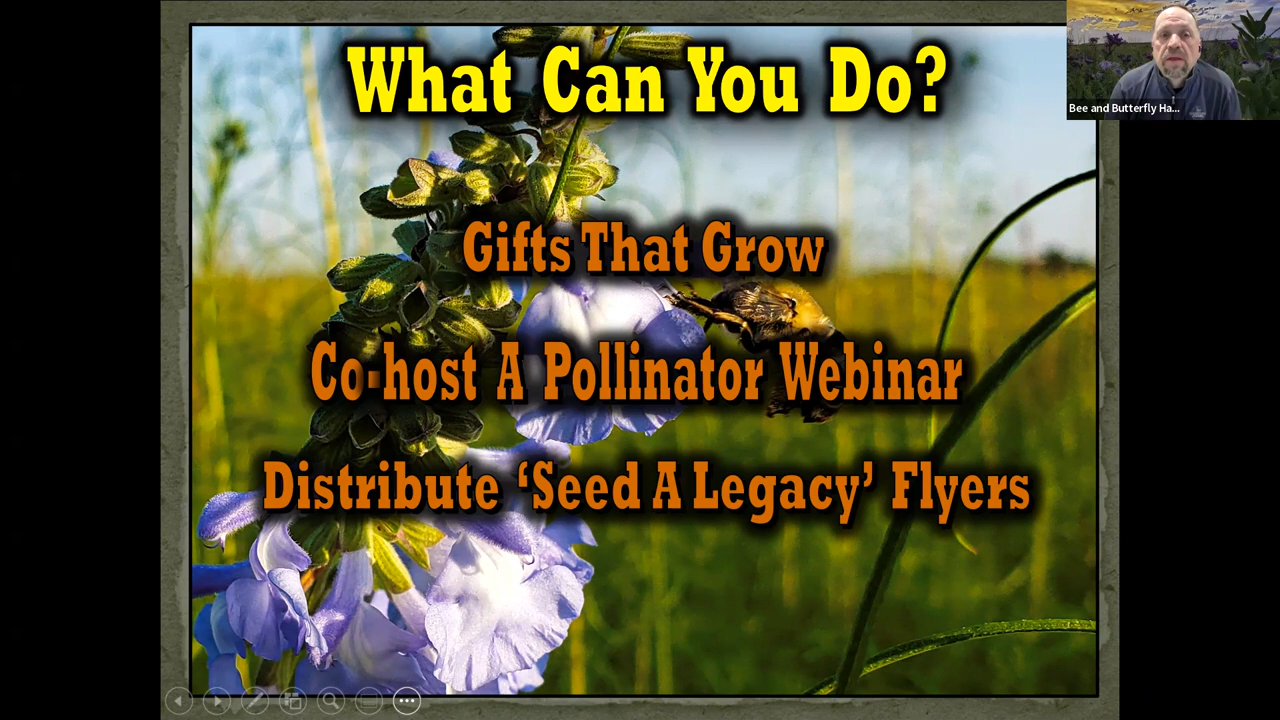 What Can You Do?
Bee and Butterfly Ha...
Gifts That Grow
Co-host A Pollinator Webinar
Distribute ‘Seed A Legacy’ Flyers